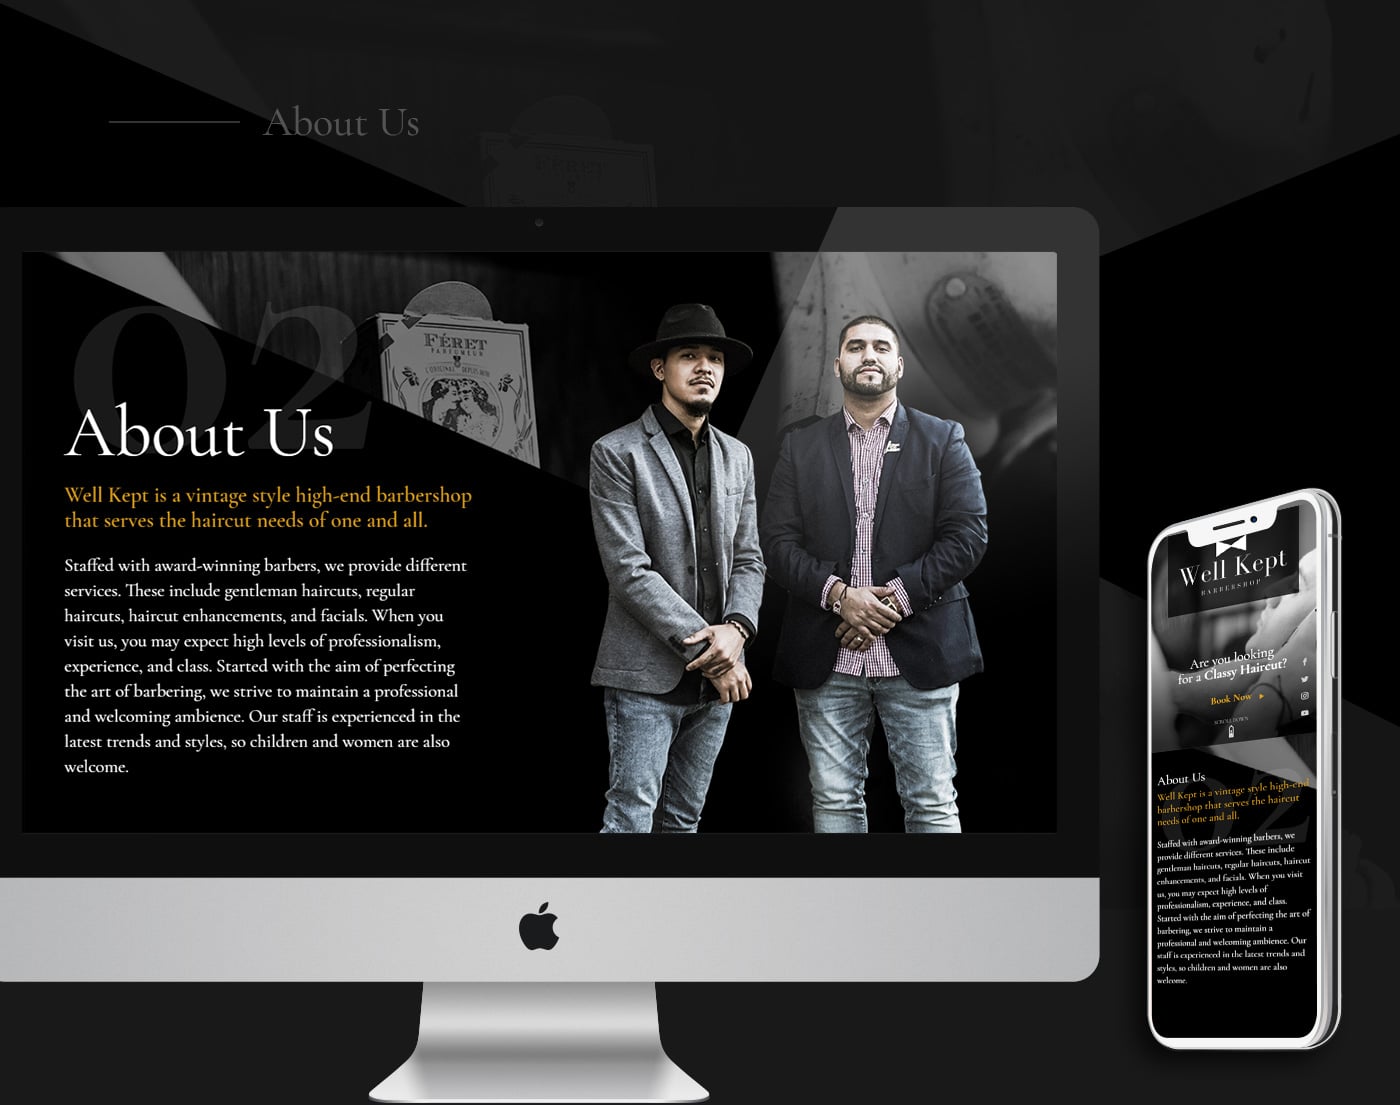 About Us
FÉRET
02
FÉRET
PARFUMEUR
L'ORIGINAL DEPUIS
About Us
Well Kept is a vintage style high-end barbershop
that serves the haircut needs of one and all.
Staffed with award-winning barbers, we provide different
services. These include gentleman haircuts, regular
haircuts, haircut enhancements, and facials. When you
visit us, you may expect high levels of professionalism,
experience, and class. Started with the aim of perfecting
the art of barbering, we strive to maintain a professional
and welcoming ambience. Our staff is experienced in the
latest trends and styles, so children and women are also
welcome.
Well Kept
BARBERSHOP
Are you looking
for a Classy Haircut?
Book Now
SCROLL DOWN
02
About Us
Well Kept is a vintage style high-end
barbershop that serves the haircut
needs of one and all.
Staffed with award-winning barbers, we
provide different services. These include
gentleman haircuts, regular haircuts, haircut
enhancements, and facials. When you visit
us, you may expect high levels of
professionalism, experience, and class.
Started with the aim of perfecting the art of
barbering, we strive to maintain a
professional and welcoming ambience. Our
staff is experienced in the latest trends and
styles, so children and women are also
welcome.